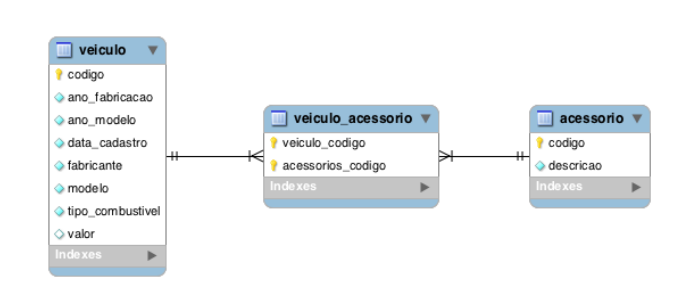 veiculo
codigo
ano_fabricacao
ano_modelo
data_cadastro
fabricante
modelo
tipo_combustivel
valor
Indexes
veiculo_acessorio
veiculo_codigo
acessorios_codigo
Indexes
acessorio
codigo
descricao
Indexes